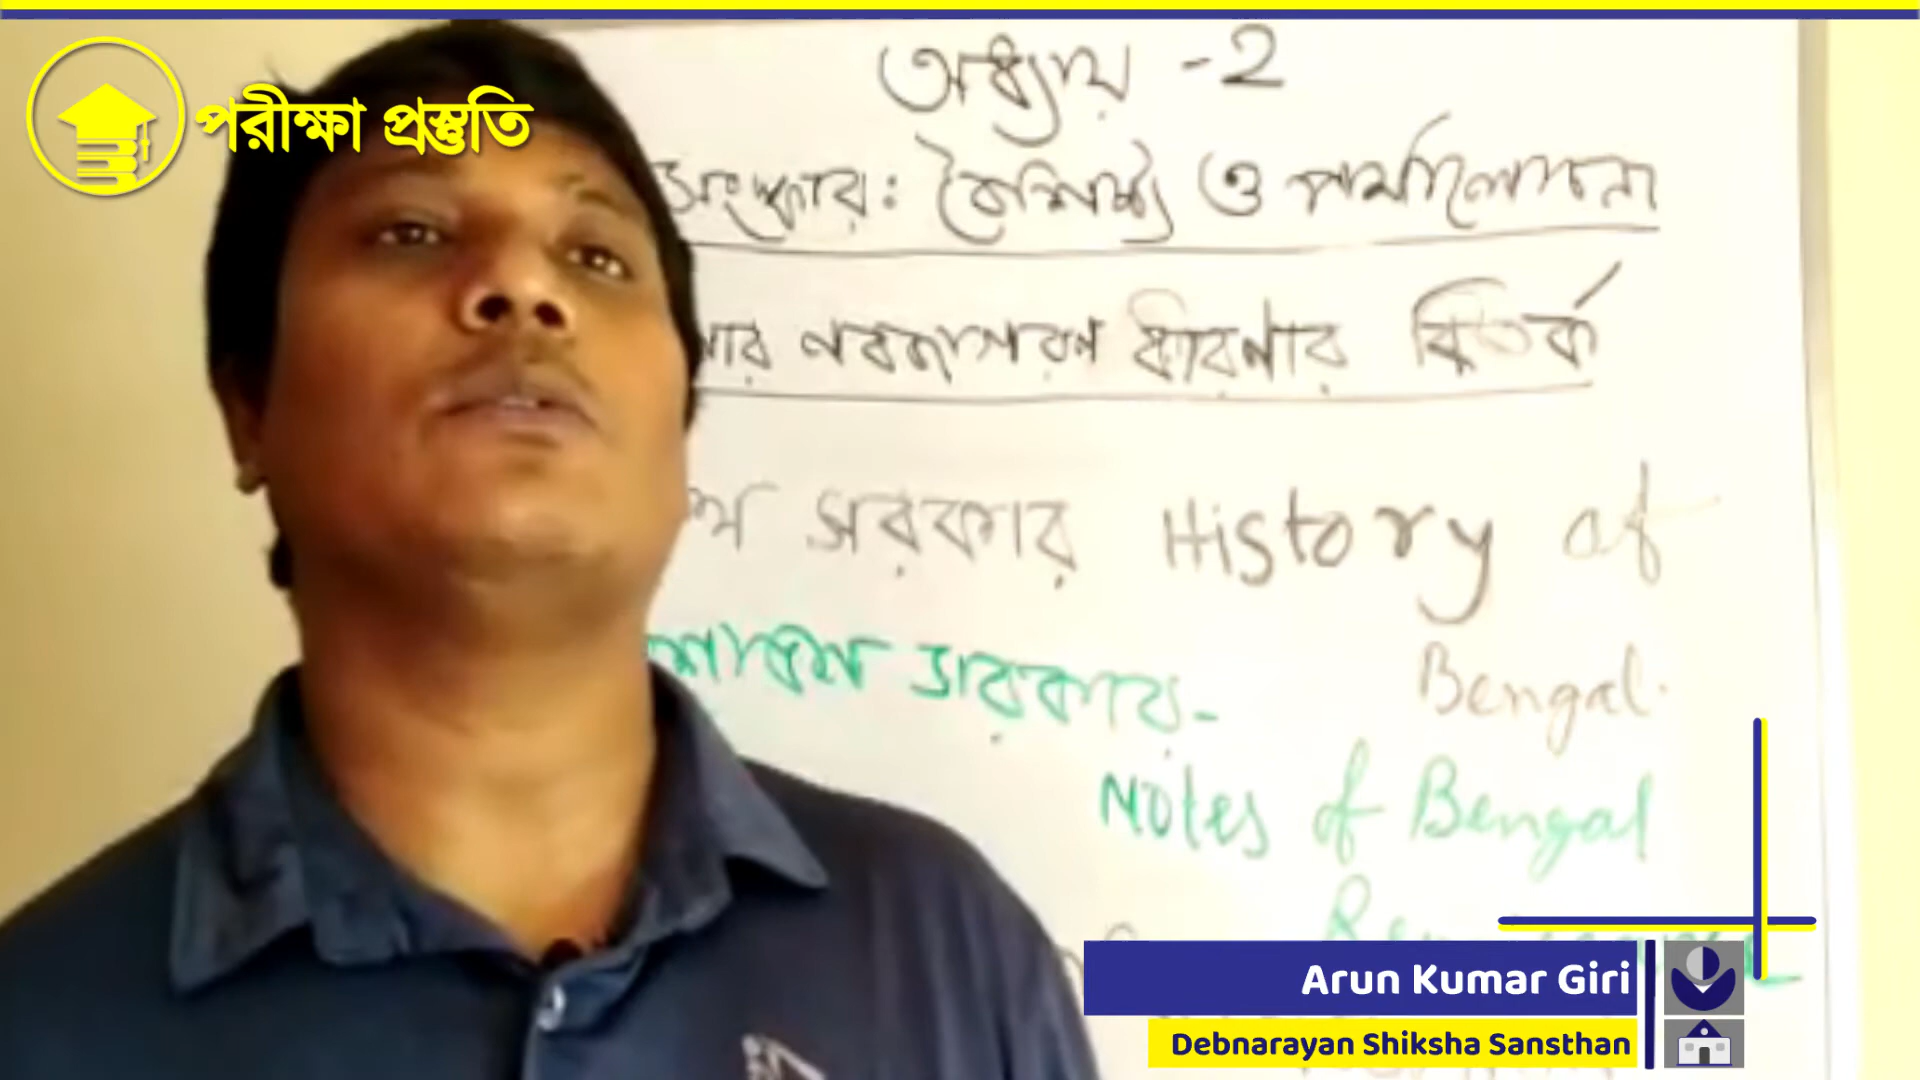 পরীক্ষা প্রস্তুতি
অধ্যায় -2
সংস্কার: বৈশিষ্ট্য ও পর্যালোচনা
নবজাগরণ ধারণার বিতর্ক
সরকার History of
Bengal.
সরকার-
Notes of Bengal
Arun Kumar Giri
Debnarayan Shiksha Sansthan